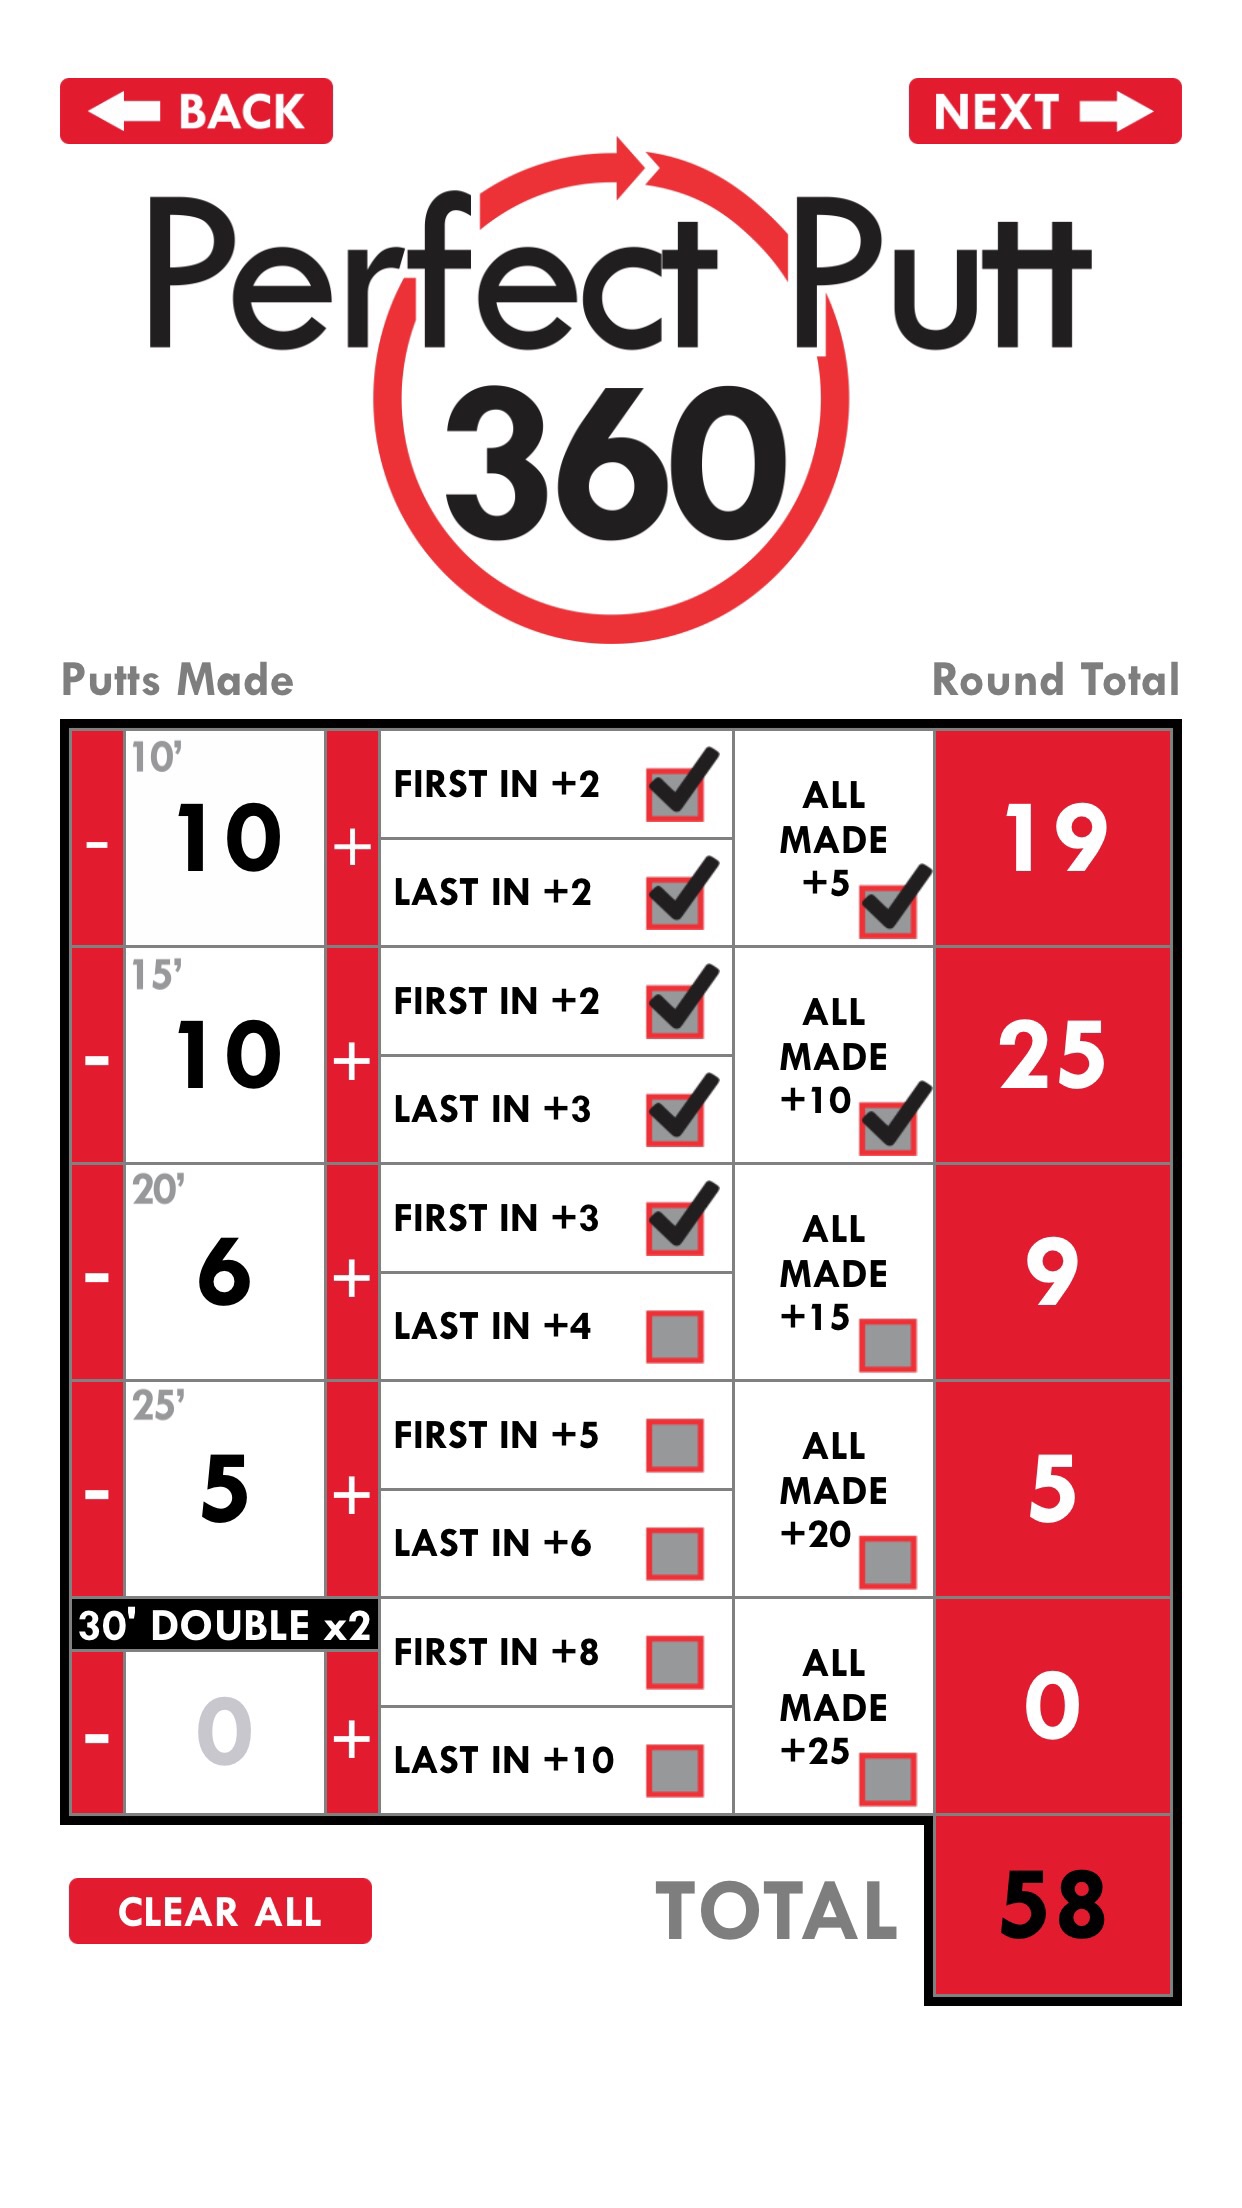 BACK
NEXT
Perfect Putt
360
Putts Made
Round Total
10’
- 10 +
FIRST IN +2
LAST IN +2
ALL
MADE
+5
19
15’
- 10 +
FIRST IN +2
LAST IN +3
ALL
MADE
+10
25
20’
- 6 +
FIRST IN +3
LAST IN +4
ALL
MADE
+15
9
25’
- 5 +
FIRST IN +5
LAST IN +6
ALL
MADE
+20
5
30' DOUBLE x2
- 0 +
FIRST IN +8
LAST IN +10
ALL
MADE
+25
0
CLEAR ALL
TOTAL
58